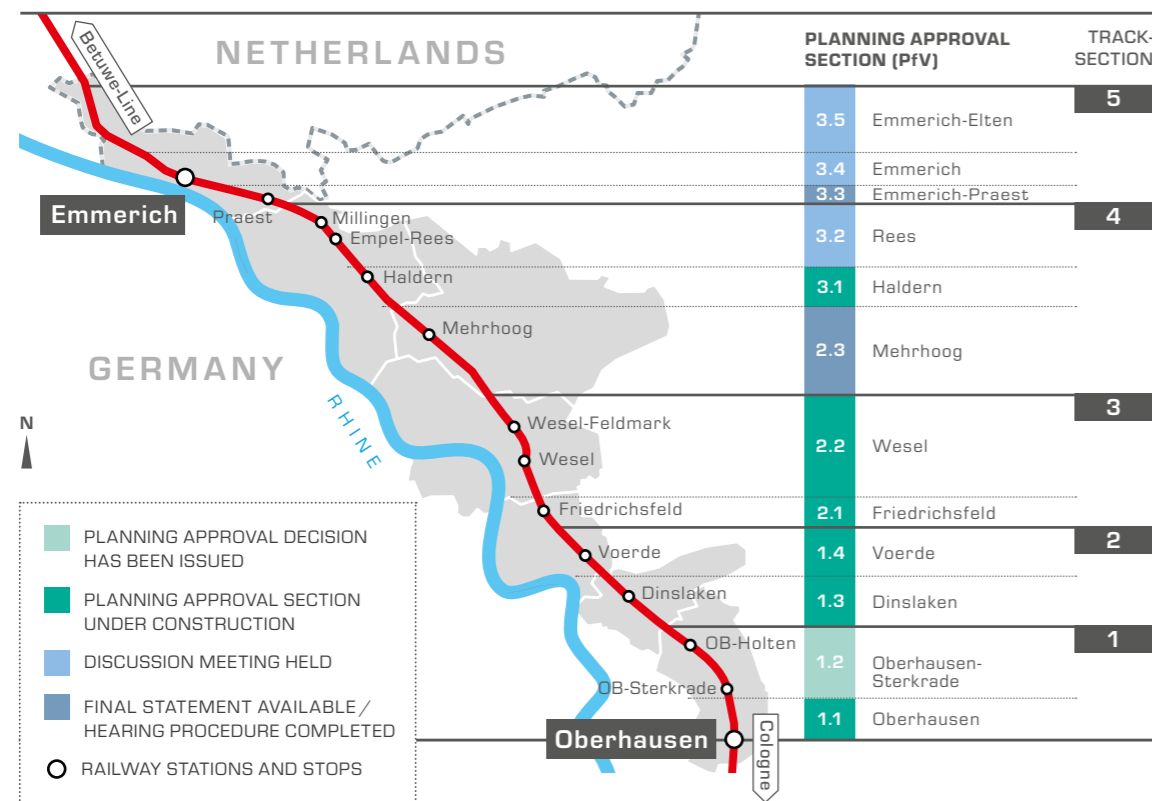 NETHERLANDS
Betuwe-Line
PLANNING APPROVAL
SECTION (PfV)
TRACK-
SECTION
5
3.5 Emmerich-Elten
3.4 Emmerich
3.3 Emmerich-Praest
4
3.2 Rees
3.1 Haldern
2.3 Mehrhoog
3
2.2 Wesel
2.1 Friedrichsfeld
2
1.4 Voerde
1.3 Dinslaken
1
1.2 Oberhausen-
Sterkrade
1.1 Oberhausen
Emmerich
Praest
Millingen
Empel-Rees
Haldern
Mehrhoog
GERMANY
RHINE
N
Wesel-Feldmark
Wesel
Friedrichsfeld
Voerde
Dinslaken
OB-Holten
OB-Sterkrade
Oberhausen
Cologne
PLANNING APPROVAL DECISION
HAS BEEN ISSUED
PLANNING APPROVAL SECTION
UNDER CONSTRUCTION
DISCUSSION MEETING HELD
FINAL STATEMENT AVAILABLE /
HEARING PROCEDURE COMPLETED
RAILWAY STATIONS AND STOPS